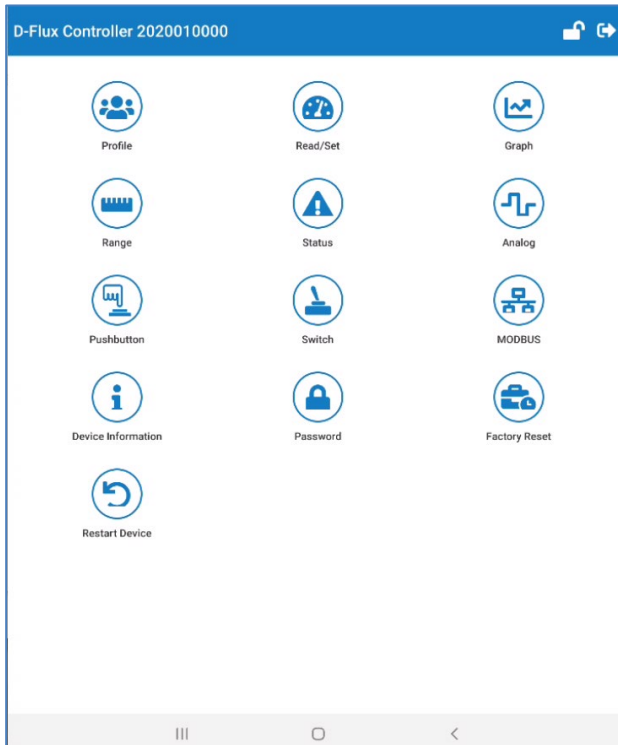 D-Flux Controller 2020010000
Profile Read/Set Graph
Range Status Analog
Pushbutton Switch MODBUS
Device Information Password Factory Reset
Restart Device